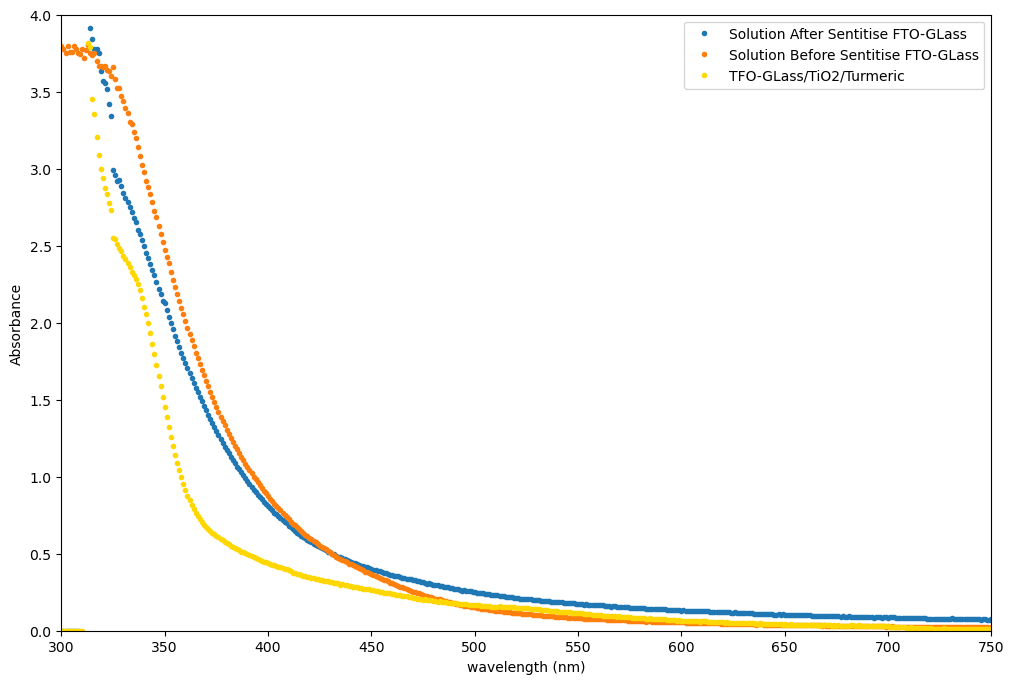 4.0
3.5
3.0
2.5
2.0
1.5
1.0
0.5
0.0
Absorbance
Solution After Sentitise FTO-GLass
Solution Before Sentitise FTO-GLass
TFO-GLass/TiO2/Turmeric
300 350 400 450 500 550 600 650 700 750
wavelength (nm)